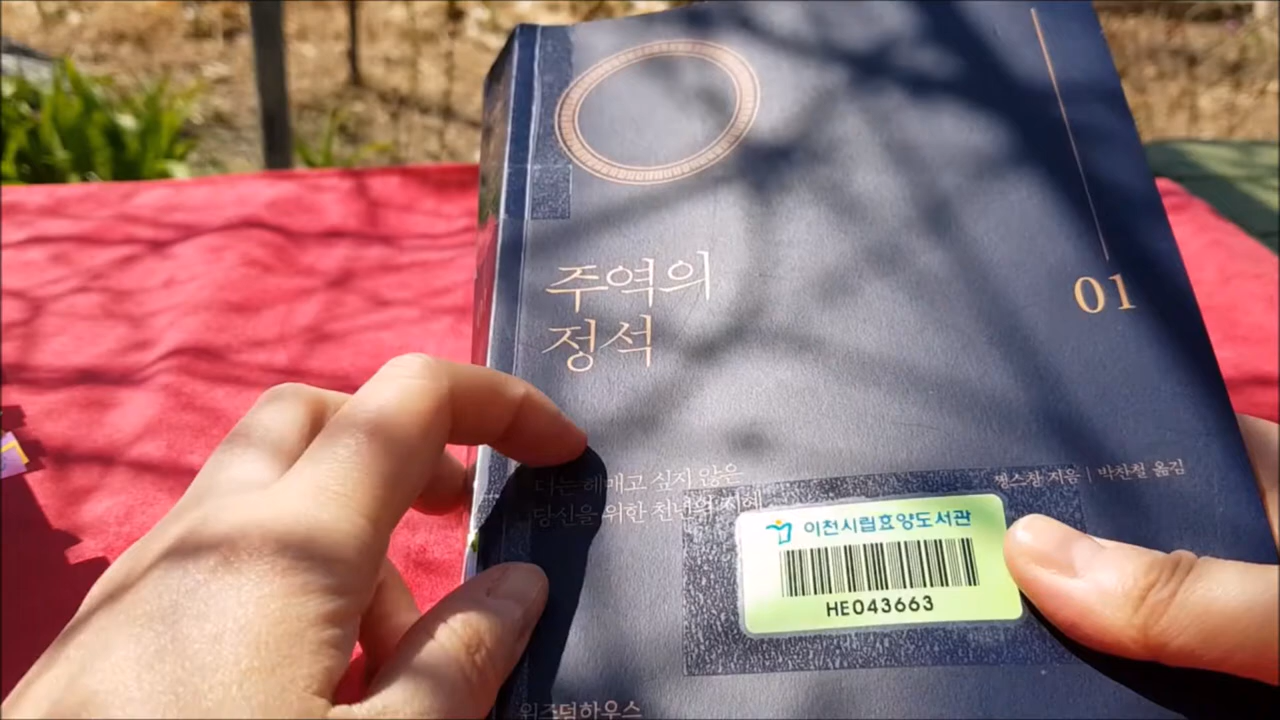 주역의
정석
01
더는 헤매고 싶지 않은
당신을 위한 천년의 지혜
쩡스창 지음 | 박찬철 옮김
이천시립효양도서관
HE043663
위즈덤하우스